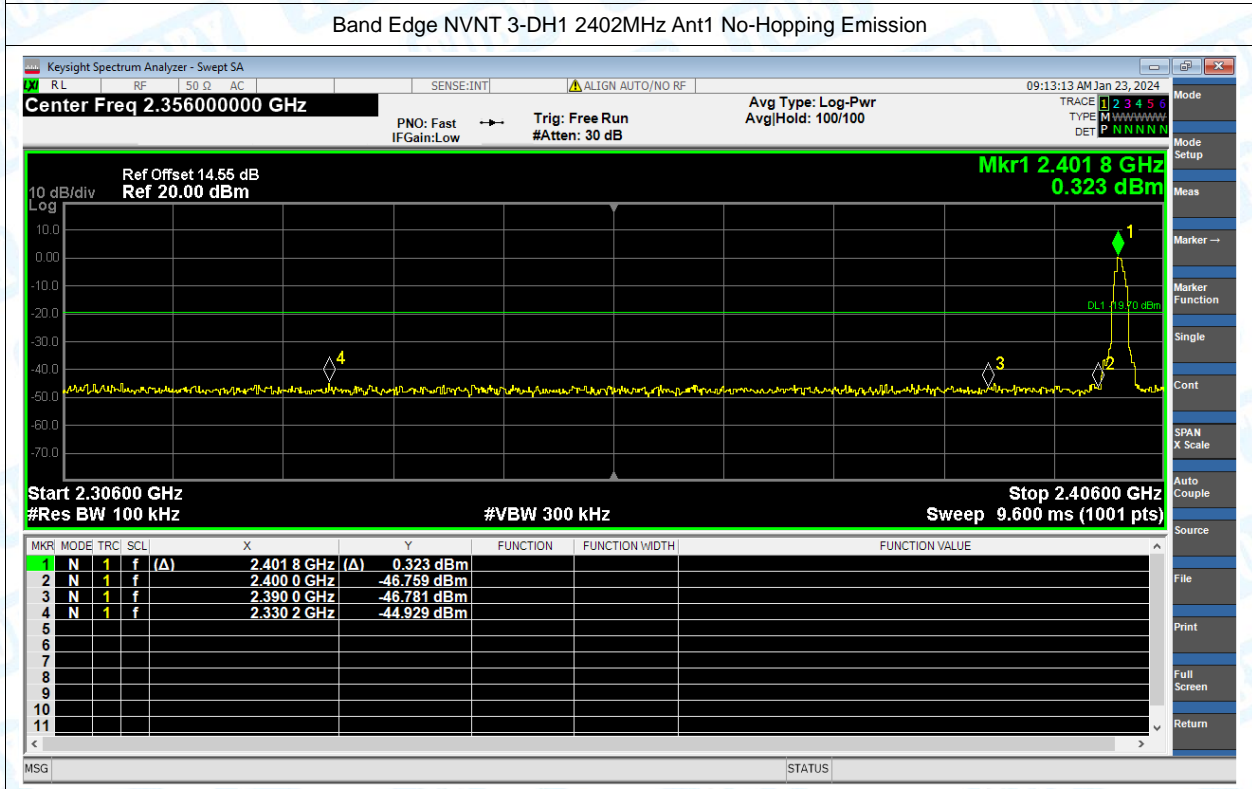 Band Edge NVNT 3-DH1 2402MHz Ant1 No-Hopping Emission
Keysight Spectrum Analyzer - Swept SA
LXI RL RF 50 Ω AC SENSE:INT ALIGN AUTO/NO RF 09:13:13 AM Jan 23, 2024
Center Freq 2.356000000 GHz
PNO: Fast
IFGain:Low
Trig: Free Run
#Atten: 30 dB
Avg Type: Log-Pwr
Avg|Hold: 100/100
TRACE 1 2 3 4 5 6
TYPE M WWWWW
DET P N N N N N
Mkr1 2.401 8 GHz
0.323 dBm
Ref Offset 14.55 dB
10 dB/div Ref 20.00 dBm
Log
10.0
0.00
-10.0
-20.0
-30.0
-40.0
-50.0
-60.0
-70.0
1
DL1 -19.70 dBm
4
3
2
Start 2.30600 GHz Stop 2.40600 GHz
#Res BW 100 kHz #VBW 300 kHz Sweep 9.600 ms (1001 pts)
MKR MODE TRC SCL X Y FUNCTION FUNCTION WIDTH FUNCTION VALUE
1 N 1 f (Δ) 2.401 8 GHz (Δ) 0.323 dBm
2 N 1 f 2.400 0 GHz -46.759 dBm
3 N 1 f 2.390 0 GHz -46.781 dBm
4 N 1 f 2.330 2 GHz -44.929 dBm
5
6
7
8
9
10
11
MSG STATUS
Mode
Mode
Setup
Meas
Marker →
Marker
Function
Single
Cont
SPAN
X Scale
Auto
Couple
Source
File
Print
Full
Screen
Return